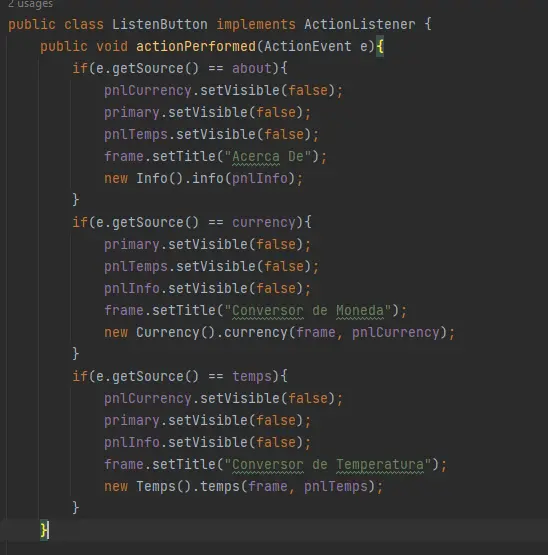 2 usages
public class ListenButton implements ActionListener {
    public void actionPerformed(ActionEvent e){
        if(e.getSource() == about){
            pnlCurrency.setVisible(false);
            primary.setVisible(false);
            pnlTemps.setVisible(false);
            frame.setTitle("Acerca De");
            new Info().info(pnlInfo);
        }
        if(e.getSource() == currency){
            primary.setVisible(false);
            pnlTemps.setVisible(false);
            pnlInfo.setVisible(false);
            frame.setTitle("Conversor de Moneda");
            new Currency().currency(frame, pnlCurrency);
        }
        if(e.getSource() == temps){
            pnlCurrency.setVisible(false);
            primary.setVisible(false);
            pnlInfo.setVisible(false);
            frame.setTitle("Conversor de Temperatura");
            new Temps().temps(frame, pnlTemps);
        }
    }